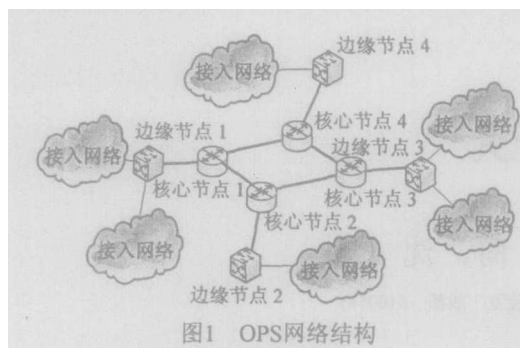 接入网络
边缘节点 4
边缘节点 1
核心节点 4
接入网络
接入网络
边缘节点 3
核心节点 1
核心节点 3
接入网络
核心节点 2
接入网络
接入网络
边缘节点 2
图1 OPS网络结构